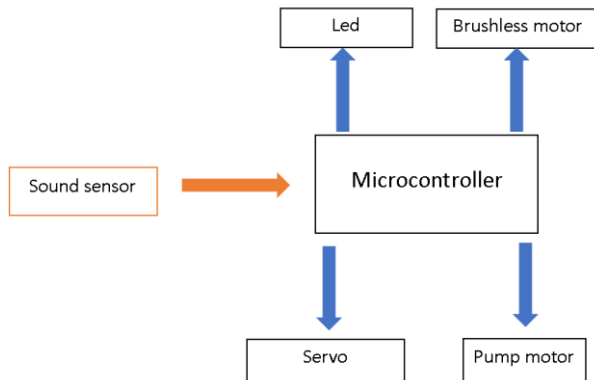 Led
Brushless motor
Microcontroller
Sound sensor
Servo
Pump motor